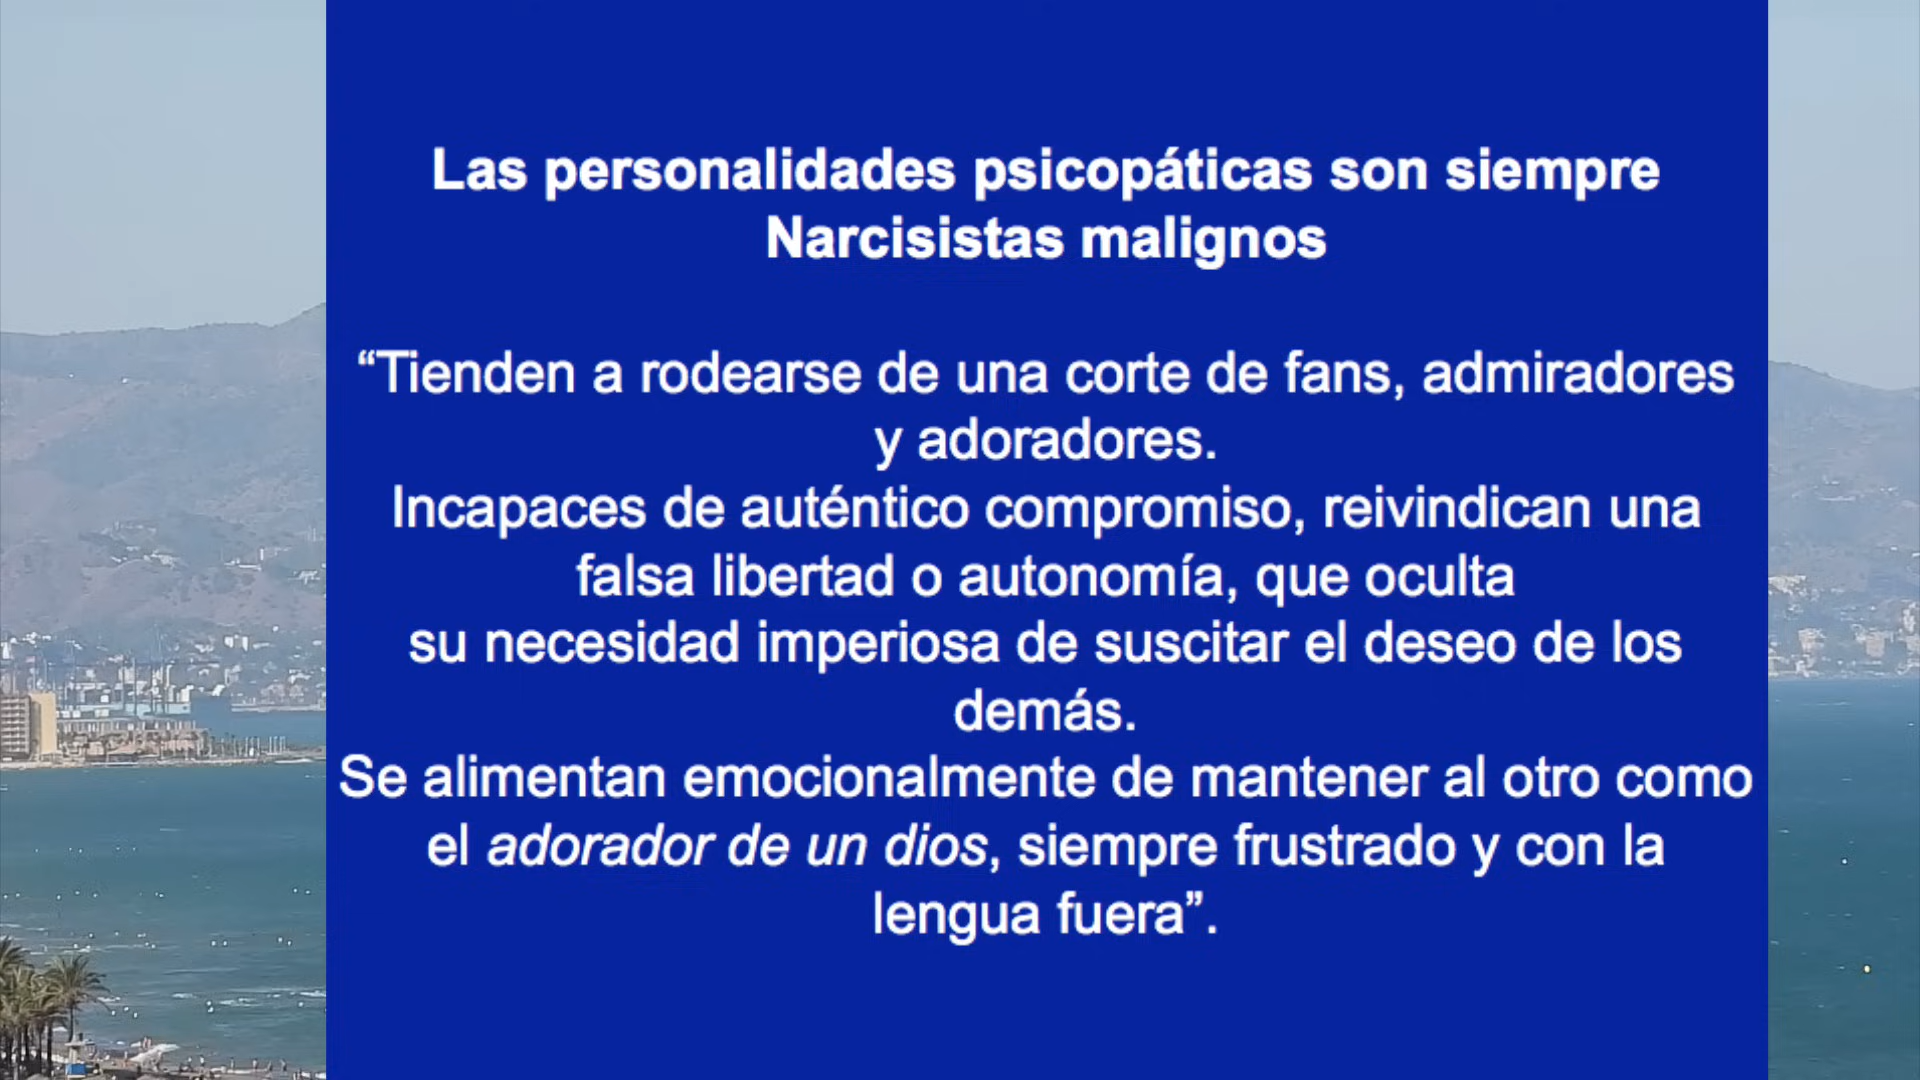 Las personalidades psicopáticas son siempre
Narcisistas malignos
“Tienden a rodearse de una corte de fans, admiradores
y adoradores.
Incapaces de auténtico compromiso, reivindican una
falsa libertad o autonomía, que oculta
su necesidad imperiosa de suscitar el deseo de los
demás.
Se alimentan emocionalmente de mantener al otro como
el adorador de un dios, siempre frustrado y con la
lengua fuera”.